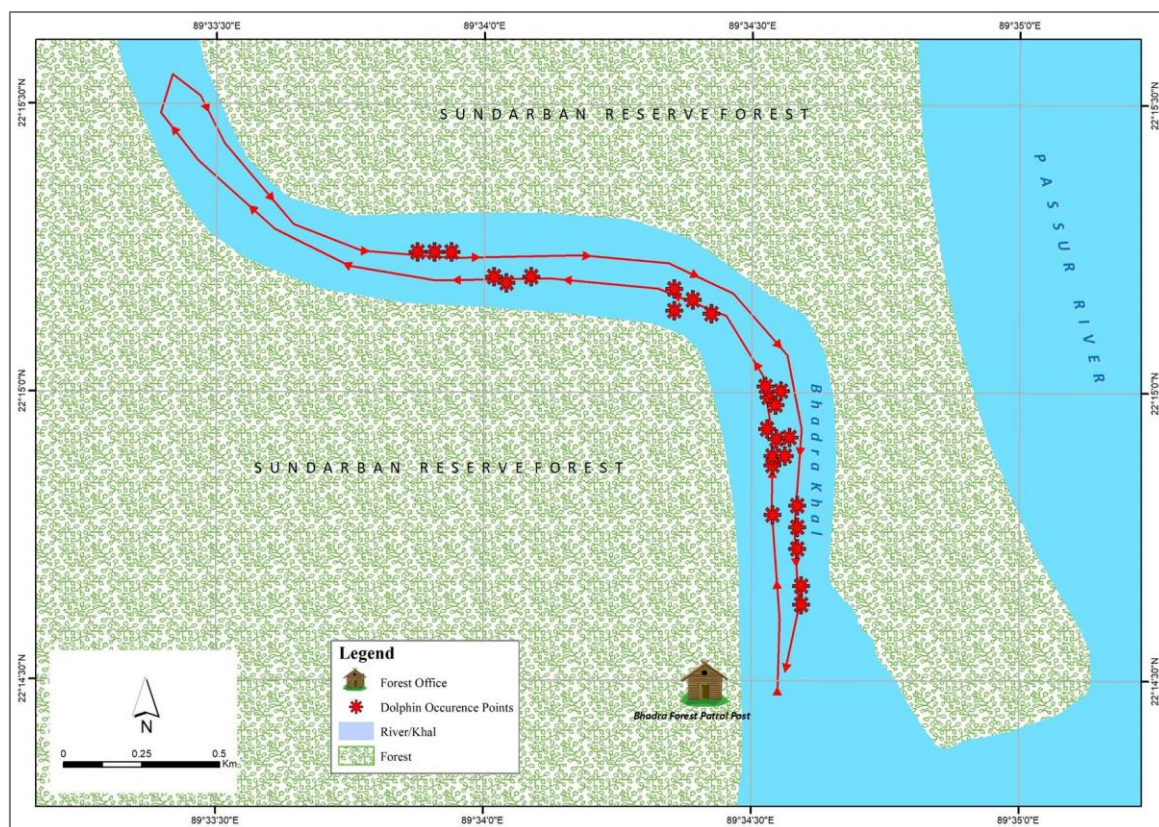 89°33'30"E
89°34'0"E
89°34'30"E
89°35'0"E
22°15'30"N
22°15'30"N
SUNDARBAN RESERVE FOREST
PASSUR RIVER
22°15'0"N
22°15'0"N
Bhadra Khal
SUNDARBAN RESERVE FOREST
22°14'30"N
22°14'30"N
Bhadra Forest Patrol Post
N
0 0.25 0.5
Km
Legend
Forest Office
Dolphin Occurence Points
River/Khal
Forest
89°33'30"E
89°34'0"E
89°34'30"E
89°35'0"E